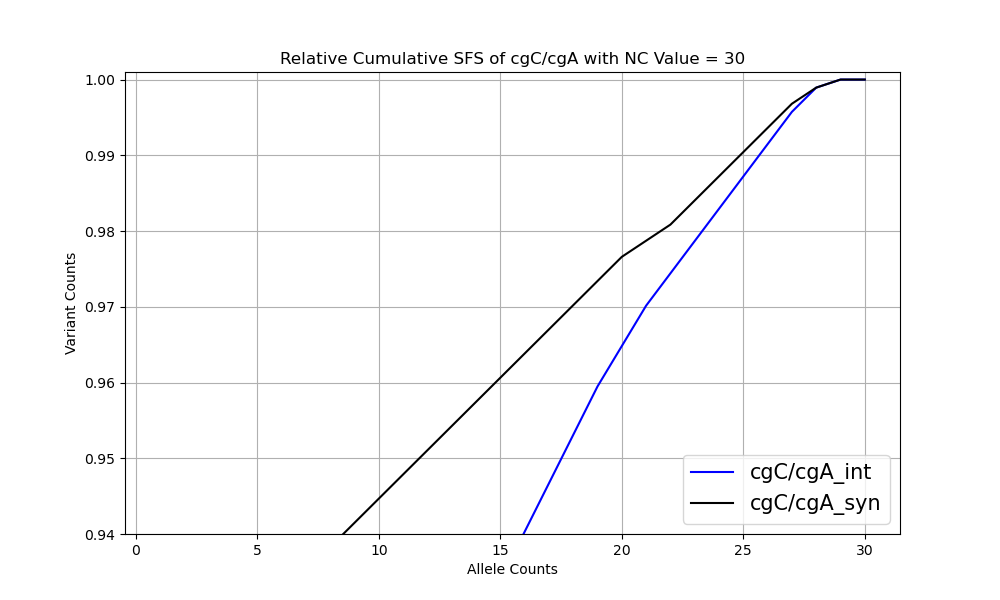 Relative Cumulative SFS of cgC/cgA with NC Value = 30
Variant Counts
1.00
0.99
0.98
0.97
0.96
0.95
0.94
0 5 10 15 20 25 30
Allele Counts
cgC/cgA_int
cgC/cgA_syn